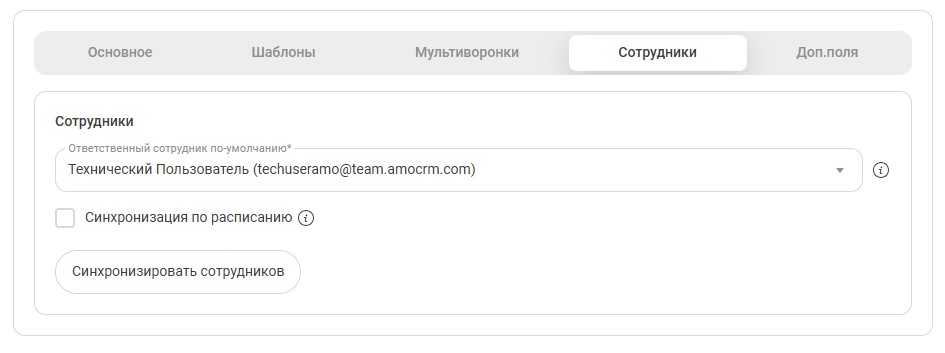 Основное Шаблоны Мультиворонки Сотрудники Доп.поля
Сотрудники
Ответственный сотрудник по-умолчанию*
Технический Пользователь (techuseramo@team.amocrm.com)
Синхронизация по расписанию
Синхронизировать сотрудников